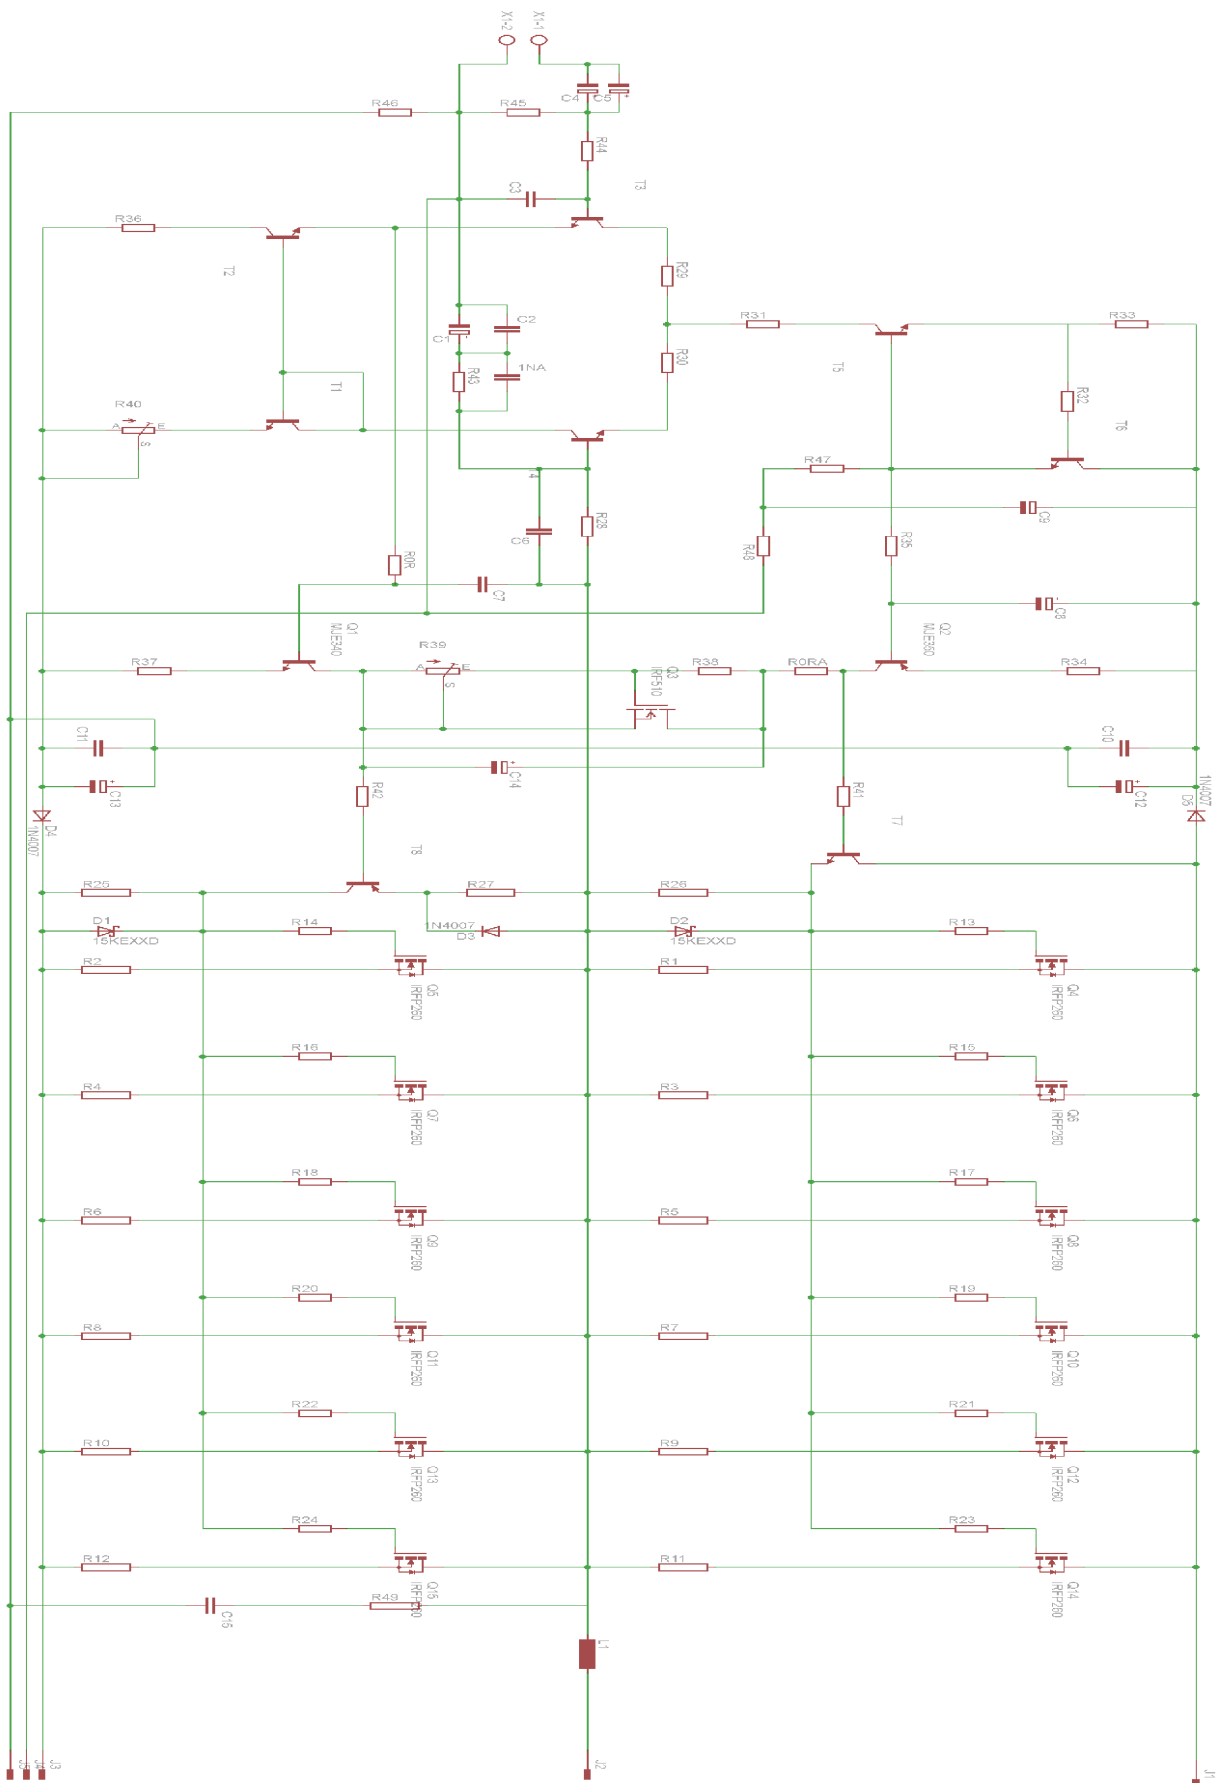 X1-2
X1-1
C4
C5
R46
R45
R44
T3
C3
R36
T2
R29
R31
R33
C2
C1
R43
1NA
R30
T5
R32
T6
T1
R40
A
E
S
R47
C9
R28
C6
R48
R35
R0R
C7
C8
Q1
MJE340
Q2
MJE350
R37
R39
A
E
S
Q3
IRF510
R38
R0RA
R34
C11
C10
C13
C14
C12
R42
R41
1N4007
D5
D4
1N4007
T8
T7
R25
R27
R26
D1
15KEXXD
R14
1N4007
D3
D2
15KEXXD
R13
R2
Q5
IRFP260
R1
Q4
IRFP260
R16
R15
R4
Q7
IRFP260
R3
Q6
IRFP260
R18
R17
R6
Q9
IRFP260
R5
Q8
IRFP260
R20
R19
R8
Q11
IRFP260
R7
Q10
IRFP260
R22
R21
R10
Q13
IRFP260
R9
Q12
IRFP260
R24
R23
R12
Q15
IRFP260
R11
Q14
IRFP260
R49
C15
L1
J3
J2
J1